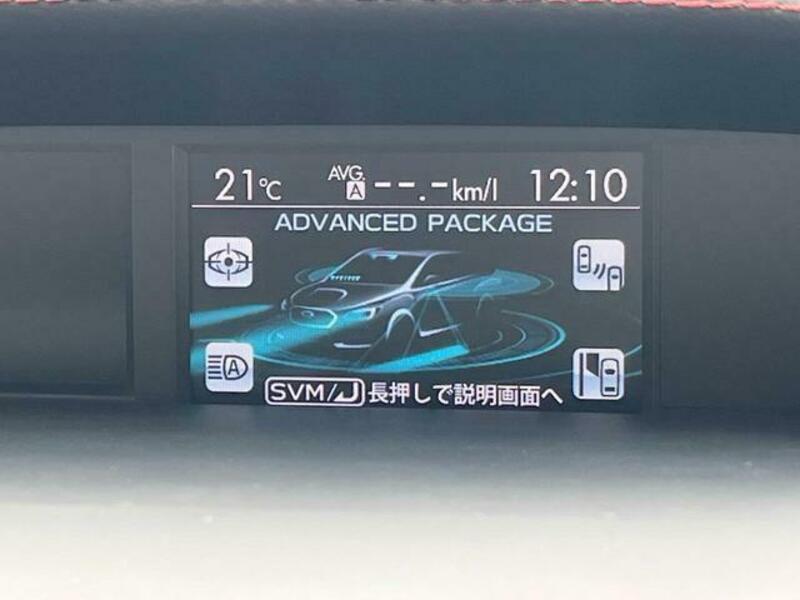 21℃ AVG. A --.-km/l 12:10
ADVANCED PACKAGE
A
SVM/⤶ 長押しで説明画面へ